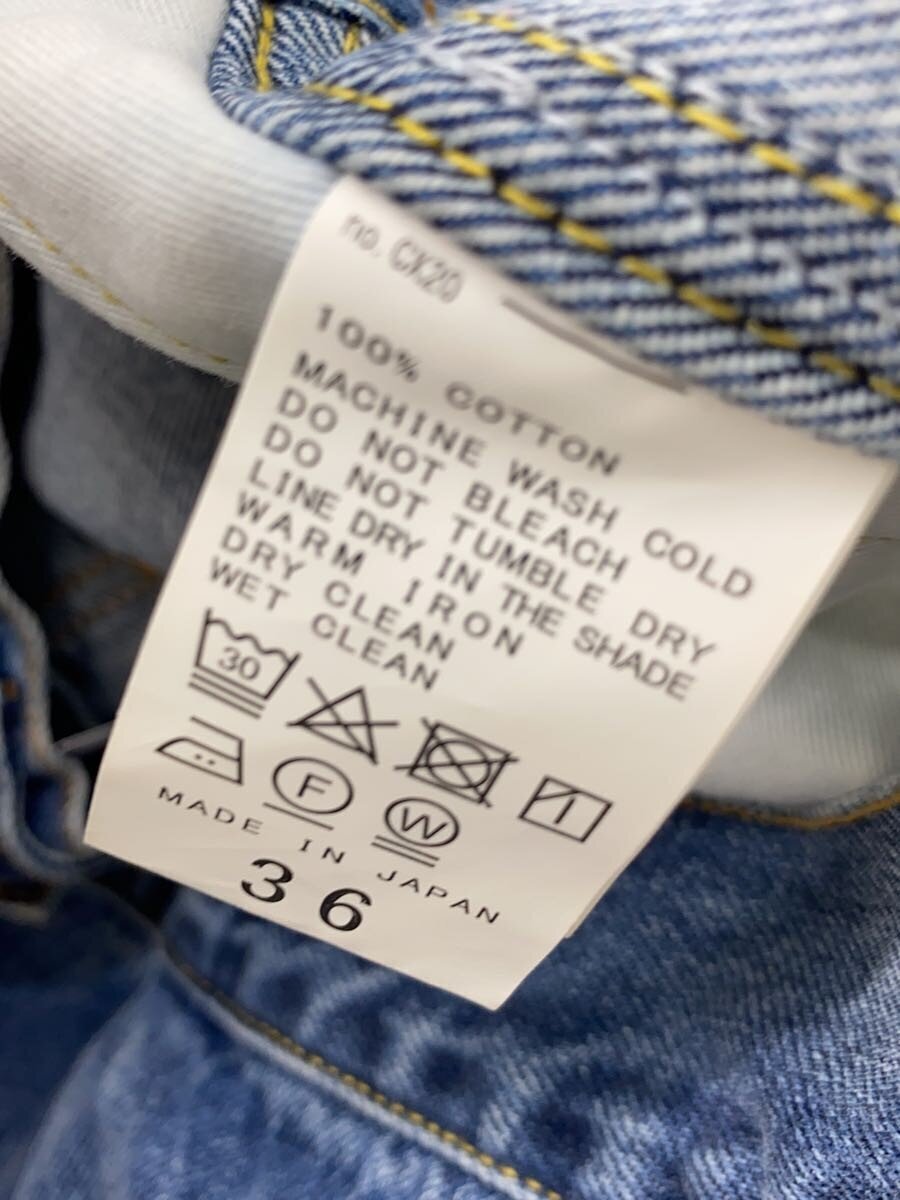 no. CK20
100% COTTON
MACHINE WASH COLD
DO NOT BLEACH
DO NOT TUMBLE DRY
LINE DRY IN THE SHADE
WARM IRON
DRY CLEAN
WET CLEAN
30
F W
MADE IN JAPAN
36